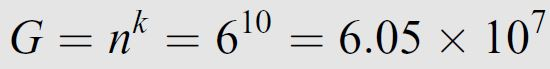 G = n^k = 6^10 = 6.05 × 10^7